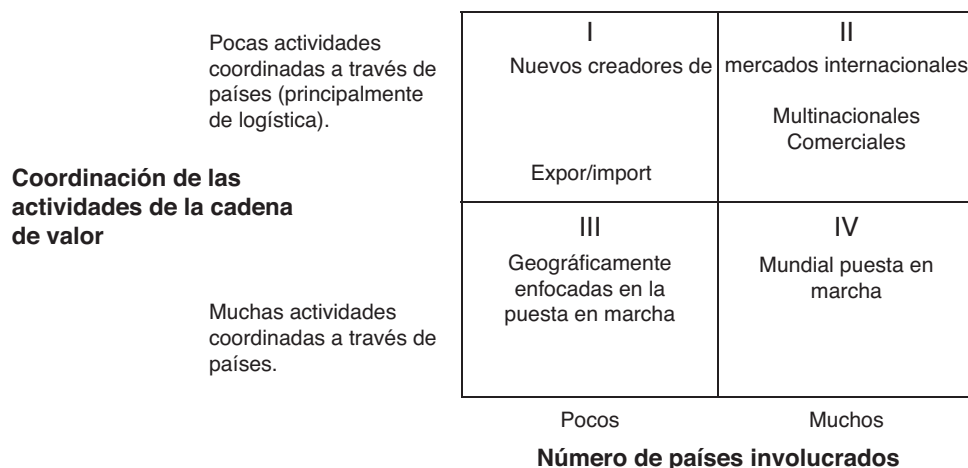 Pocas actividades
coordinadas a través de
países (principalmente
de logística).
I
II
Nuevos creadores de mercados internacionales
Multinacionales
Comerciales
Expor/import
Coordinación de las
actividades de la cadena
de valor
III
IV
Geográficamente
enfocadas en la
puesta en marcha
Mundial puesta en
marcha
Muchas actividades
coordinadas a través de
países.
Pocos
Muchos
Número de países involucrados